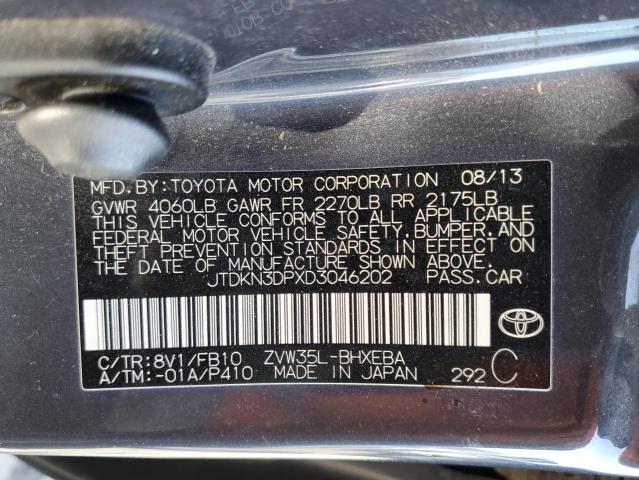 MFD. BY: TOYOTA MOTOR CORPORATION 08/13
GVWR 4060LB GAWR FR 2270LB RR 2175LB
THIS VEHICLE CONFORMS TO ALL APPLICABLE
FEDERAL MOTOR VEHICLE SAFETY, BUMPER, AND
THEFT PREVENTION STANDARDS IN EFFECT ON
THE DATE OF MANUFACTURE SHOWN ABOVE.
JTDKN3DPXD3046202 PASS. CAR
C/TR: 8V1/FB10 ZVW35L-BHXEBA
A/TM: -01A/P410 MADE IN JAPAN 292 C